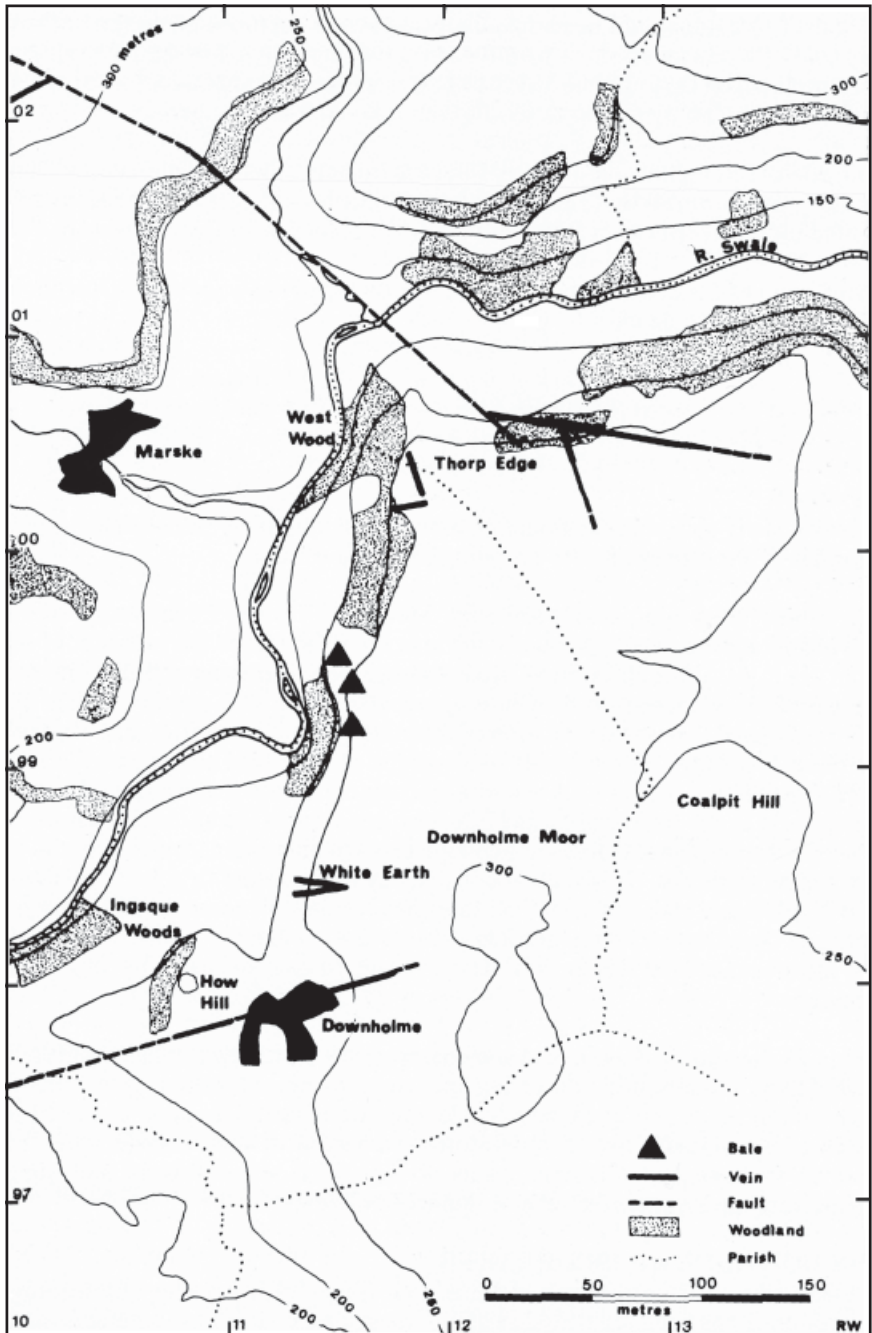 300 metres
250
300
02
200
150
R. Swale
01
West
Wood
Marske
Thorp Edge
00
200
99
Coalpit Hill
Downholme Moor
300
White Earth
Ingsque
Woods
250
How
Hill
Downholme
Bale
Vein
97
Fault
Woodland
Parish
0 50 100 150
metres
200
200
250
10
11
12
13
RW